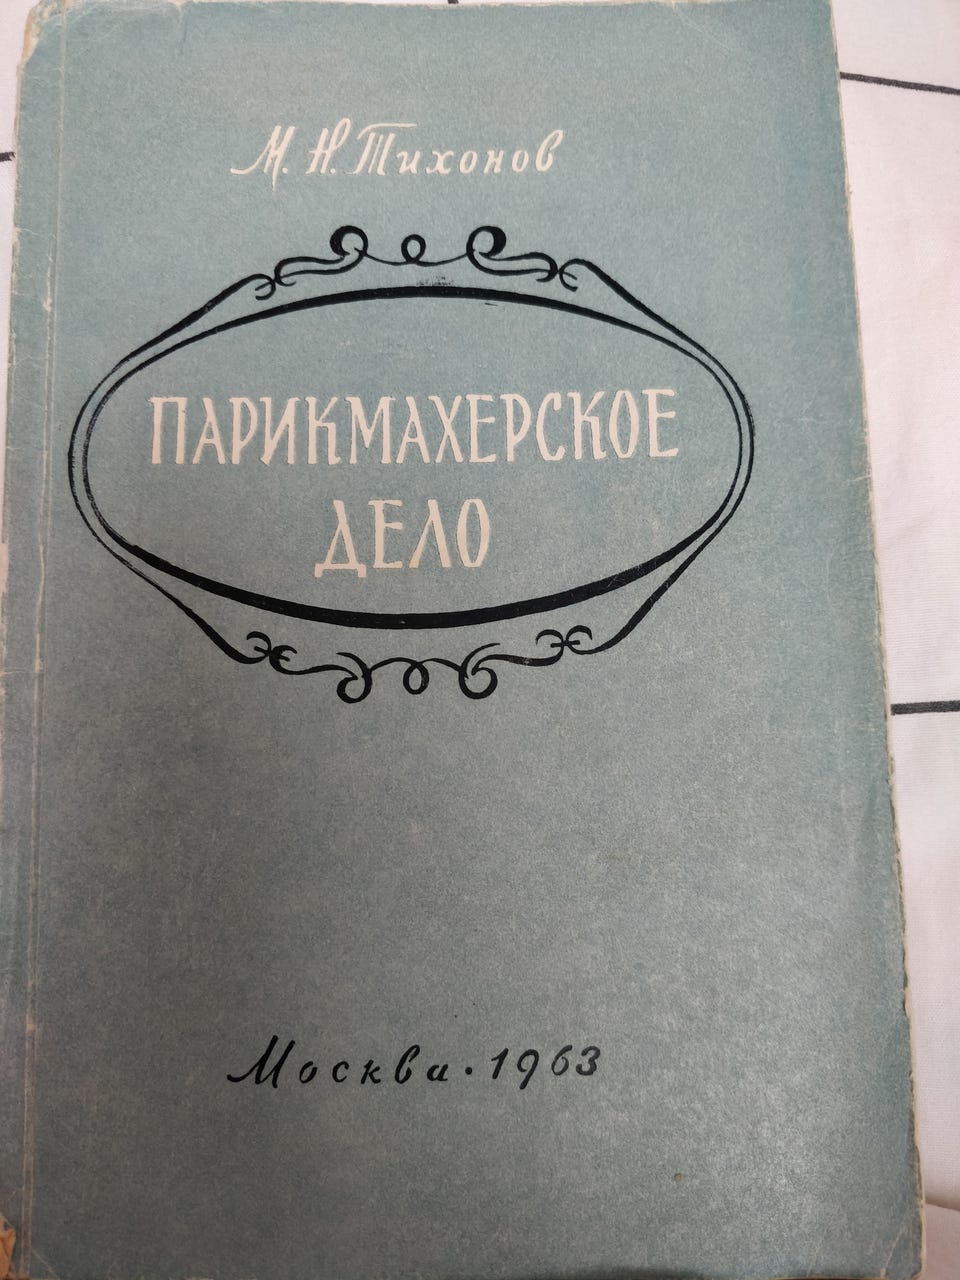 М. Н. Тихонов
ПАРИКМАХЕРСКОЕ
ДЕЛО
Москва · 1963